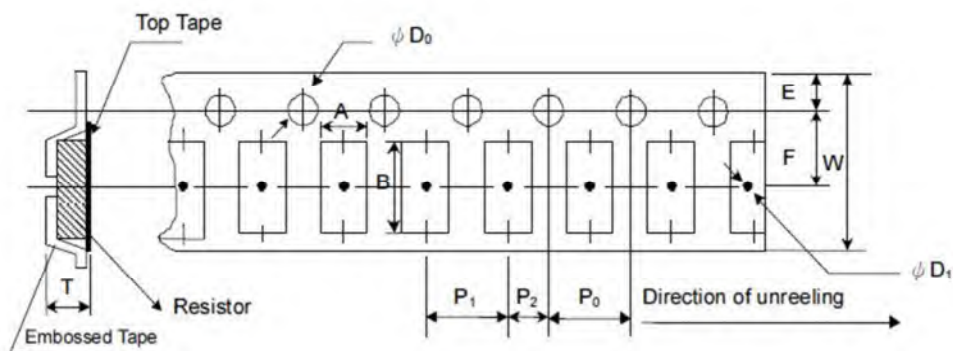 Top Tape
ψ D₀
A
E
F
W
B
T
Resistor
Embossed Tape
P₁
P₂
P₀
Direction of unreeling
ψ D₁